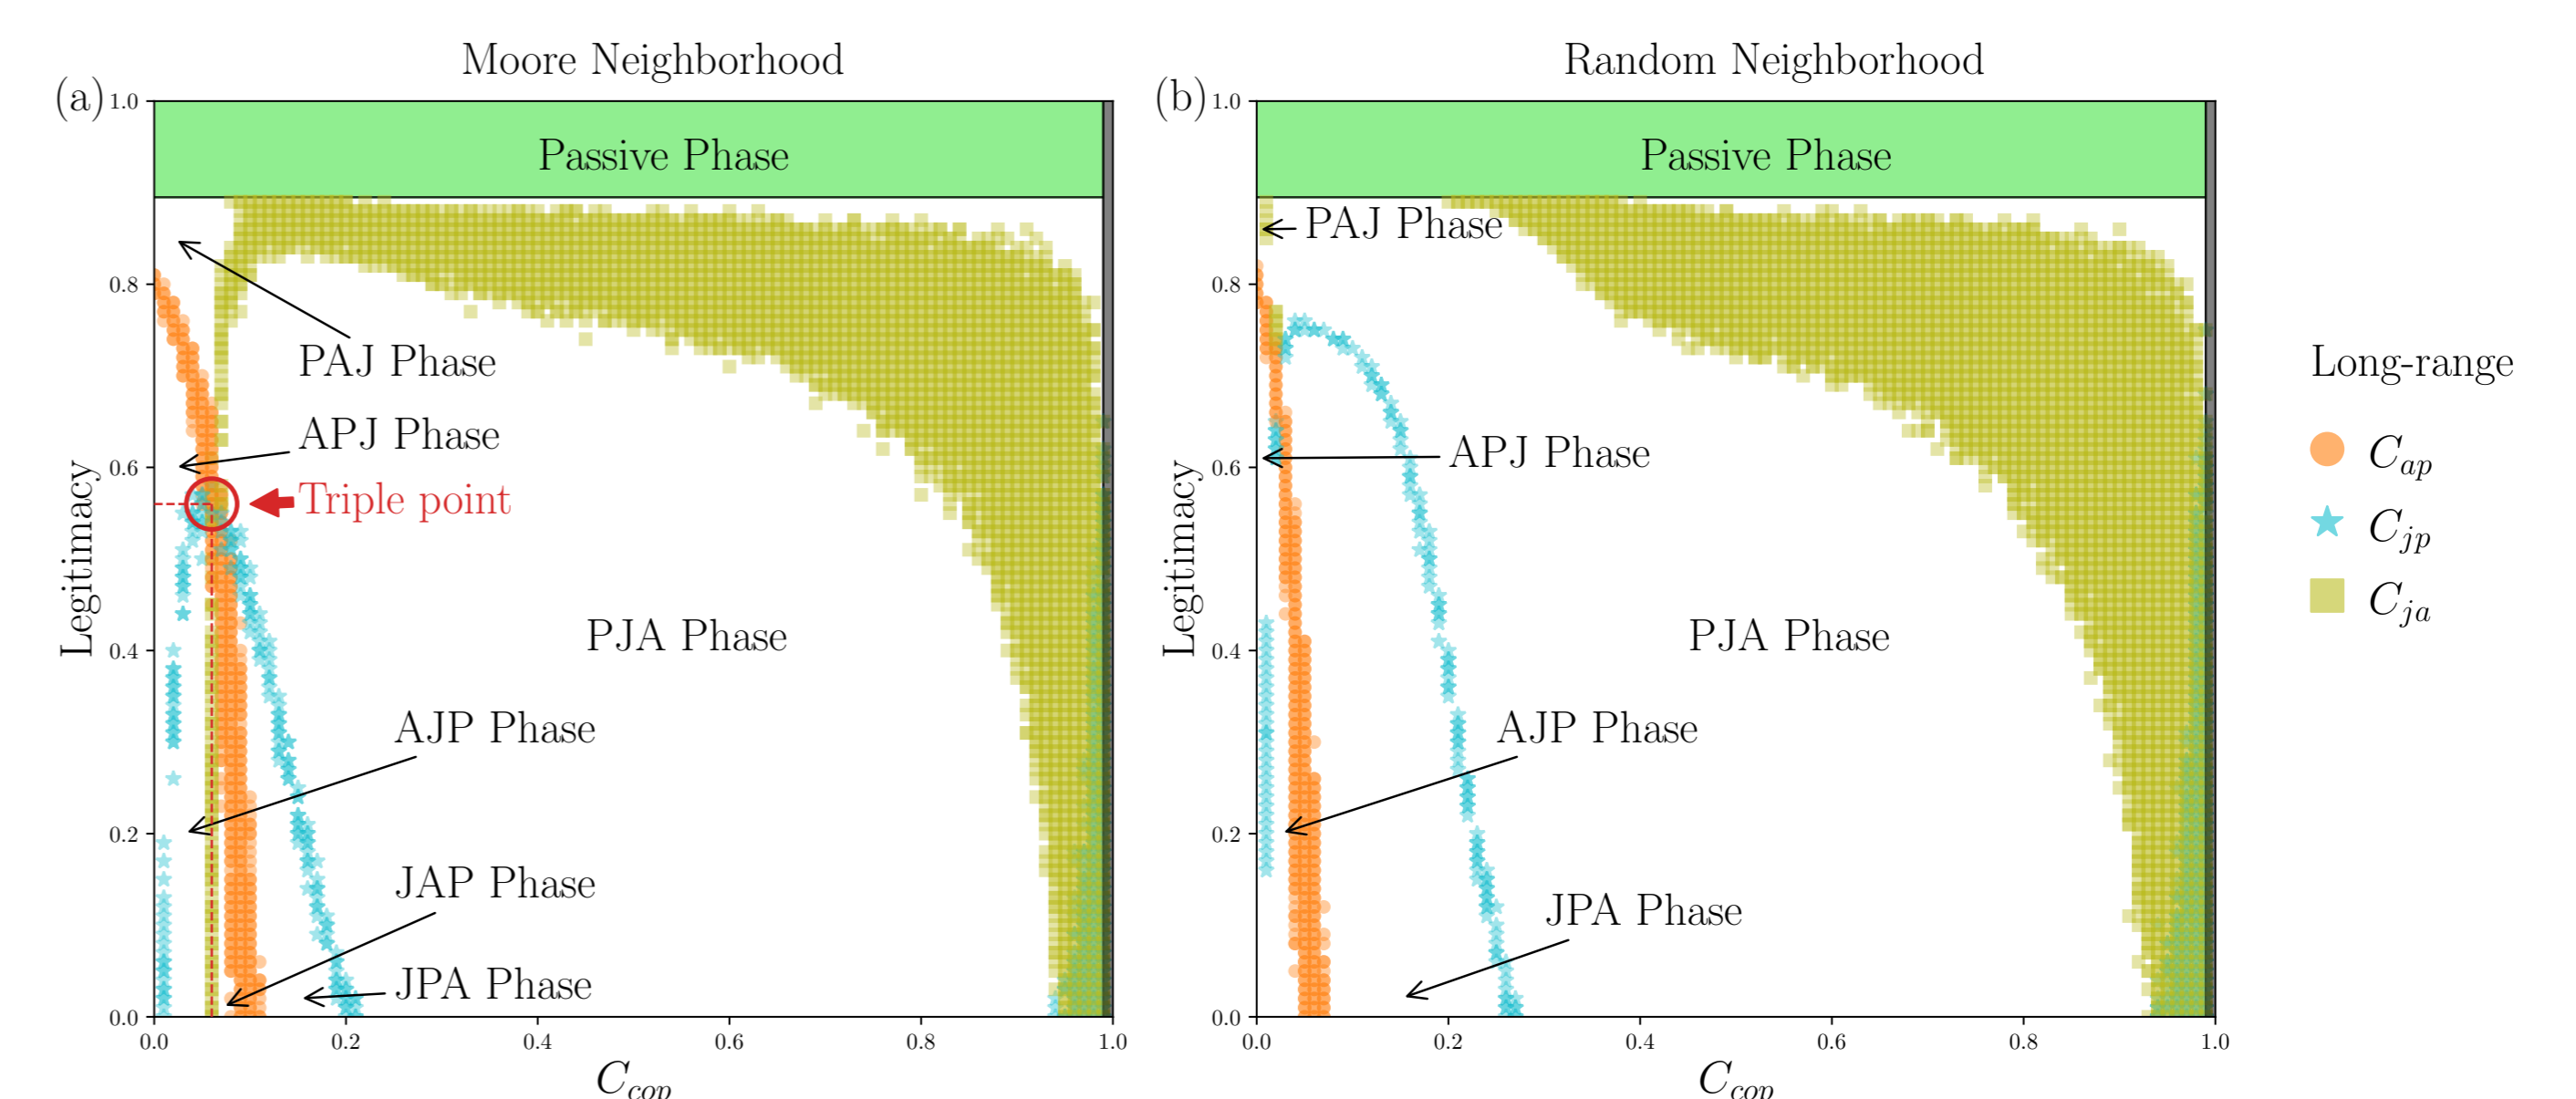 Moore Neighborhood
(a)
1.0
0.8
0.6
0.4
0.2
0.0
Legitimacy
Passive Phase
PAJ Phase
APJ Phase
Triple point
PJA Phase
AJP Phase
JAP Phase
JPA Phase
0.0 0.2 0.4 0.6 0.8 1.0
C_cop
Random Neighborhood
(b)
1.0
0.8
0.6
0.4
0.2
0.0
Legitimacy
Passive Phase
PAJ Phase
APJ Phase
PJA Phase
AJP Phase
JPA Phase
0.0 0.2 0.4 0.6 0.8 1.0
C_cop
Long-range
C_ap
C_jp
C_ja